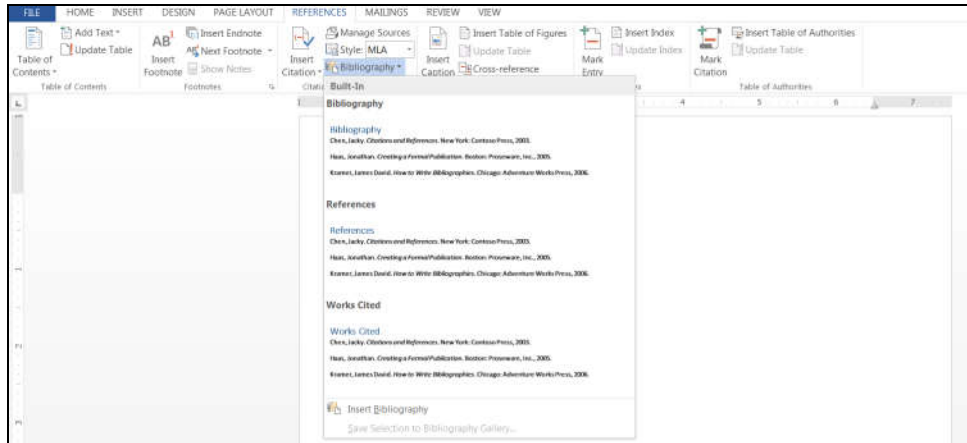 FILE HOME INSERT DESIGN PAGE LAYOUT REFERENCES MAILINGS REVIEW VIEW
Table of Contents
Add Text
Update Table
Table of Contents
AB1 Insert Footnote
Insert Endnote
AB Next Footnote
Show Notes
Footnotes
Insert Citation
Manage Sources
Style: MLA
Bibliography
Insert Caption
Insert Table of Figures
Update Table
Cross-reference
Mark Entry
Insert Index
Update Index
Mark Citation
Insert Table of Authorities
Update Table
Table of Authorities
4 5 6 7
Built-In
Bibliography
Bibliography
Chen, Jacky. Citations and References. New York: Contoso Press, 2003.
Haas, Jonathan. Creating a Formal Publication. Boston: Proseware, Inc., 2005.
Kramer, James David. How to Write Bibliographies. Chicago: Adventure Works Press, 2006.
References
References
Chen, Jacky. Citations and References. New York: Contoso Press, 2003.
Haas, Jonathan. Creating a Formal Publication. Boston: Proseware, Inc., 2005.
Kramer, James David. How to Write Bibliographies. Chicago: Adventure Works Press, 2006.
Works Cited
Works Cited
Chen, Jacky. Citations and References. New York: Contoso Press, 2003.
Haas, Jonathan. Creating a Formal Publication. Boston: Proseware, Inc., 2005.
Kramer, James David. How to Write Bibliographies. Chicago: Adventure Works Press, 2006.
Insert Bibliography
Save Selection to Bibliography Gallery...